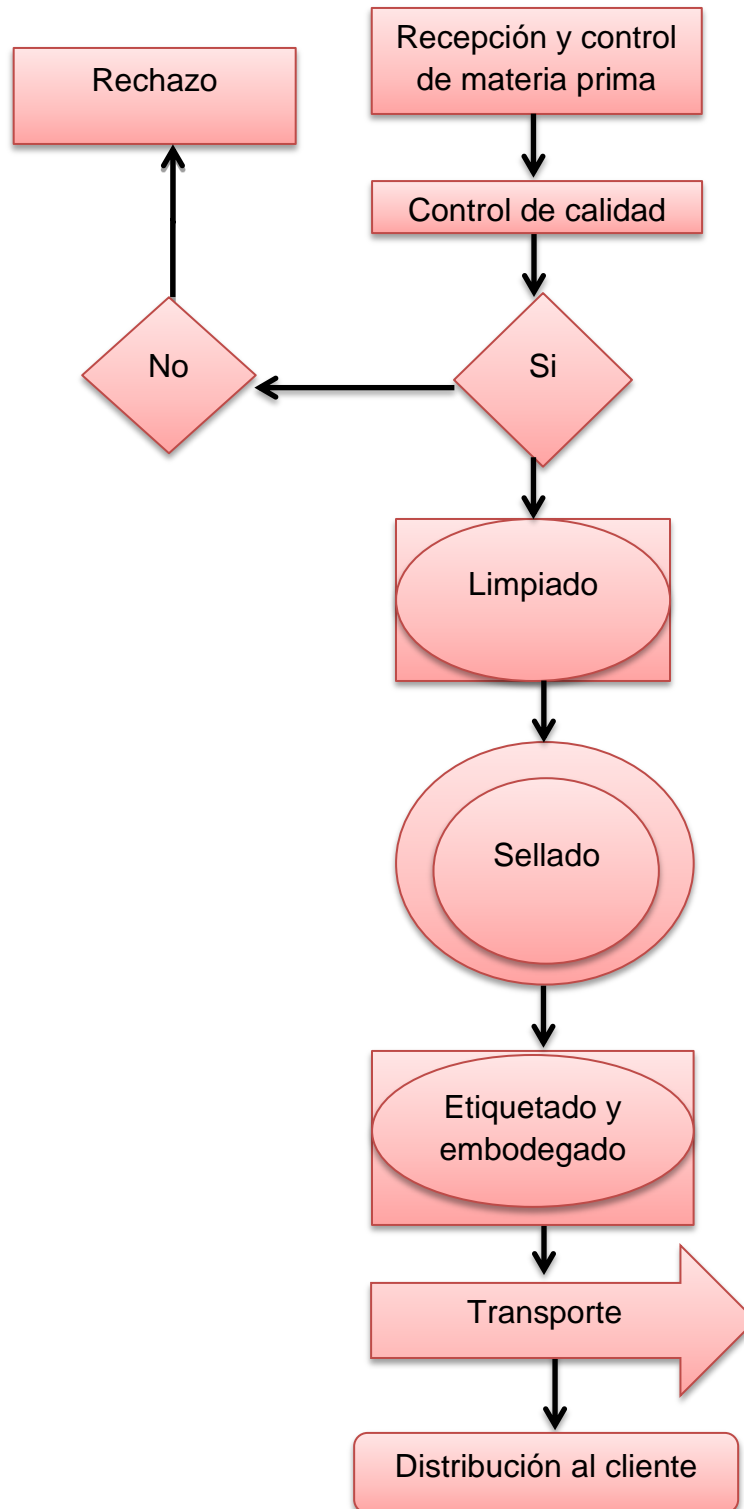 Recepción y control
de materia prima
Rechazo
Control de calidad
No
Si
Limpiado
Sellado
Etiquetado y
embodegado
Transporte
Distribución al cliente